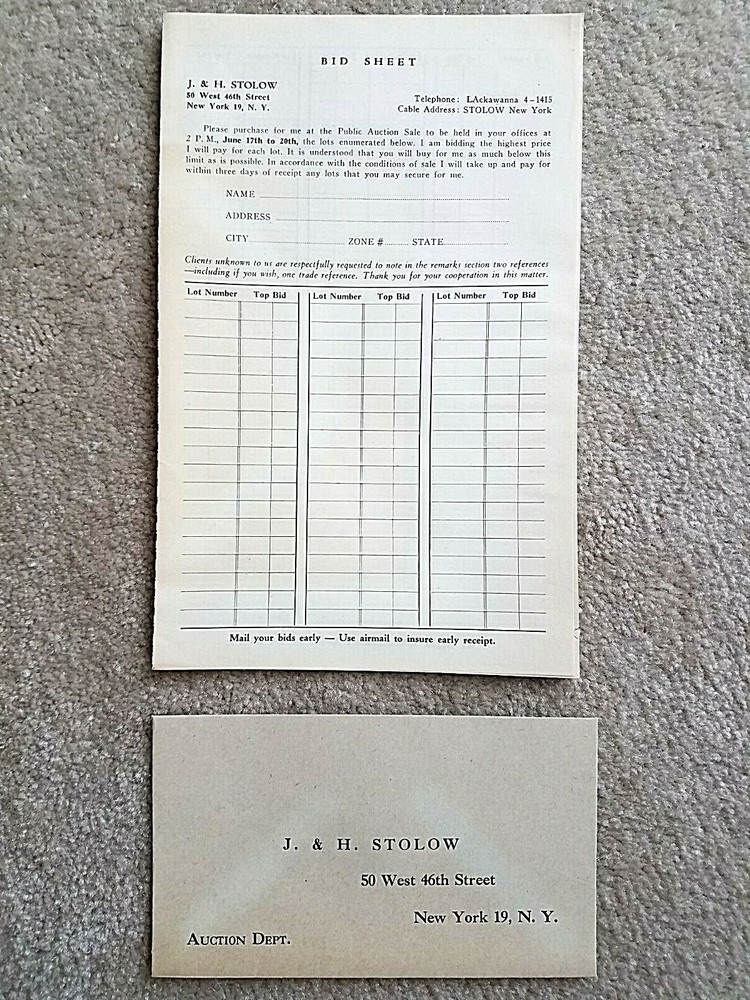 BID SHEET
J. & H. STOLOW
50 West 46th Street
New York 19, N. Y.
Telephone: LAckawanna 4-1415
Cable Address: STOLOW New York
Please purchase for me at the Public Auction Sale to be held in your offices at
2 P. M., June 17th to 20th, the lots enumerated below. I am bidding the highest price
I will pay for each lot. It is understood that you will buy for me as much below this
limit as is possible. In accordance with the conditions of sale I will take up and pay for
within three days of receipt any lots that you may secure for me.
NAME
ADDRESS
CITY ZONE # STATE
Clients unknown to us are respectfully requested to note in the remarks section two references
—including if you wish, one trade reference. Thank you for your cooperation in this matter.
Lot Number Top Bid Lot Number Top Bid Lot Number Top Bid
Mail your bids early — Use airmail to insure early receipt.
J. & H. STOLOW
50 West 46th Street
New York 19, N. Y.
AUCTION DEPT.